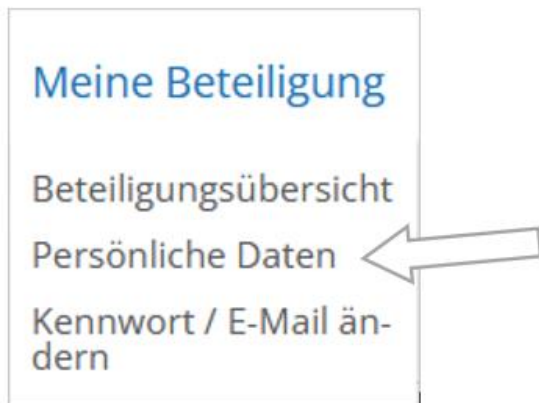 Meine Beteiligung
Beteiligungsübersicht
Persönliche Daten
Kennwort / E-Mail än-
dern